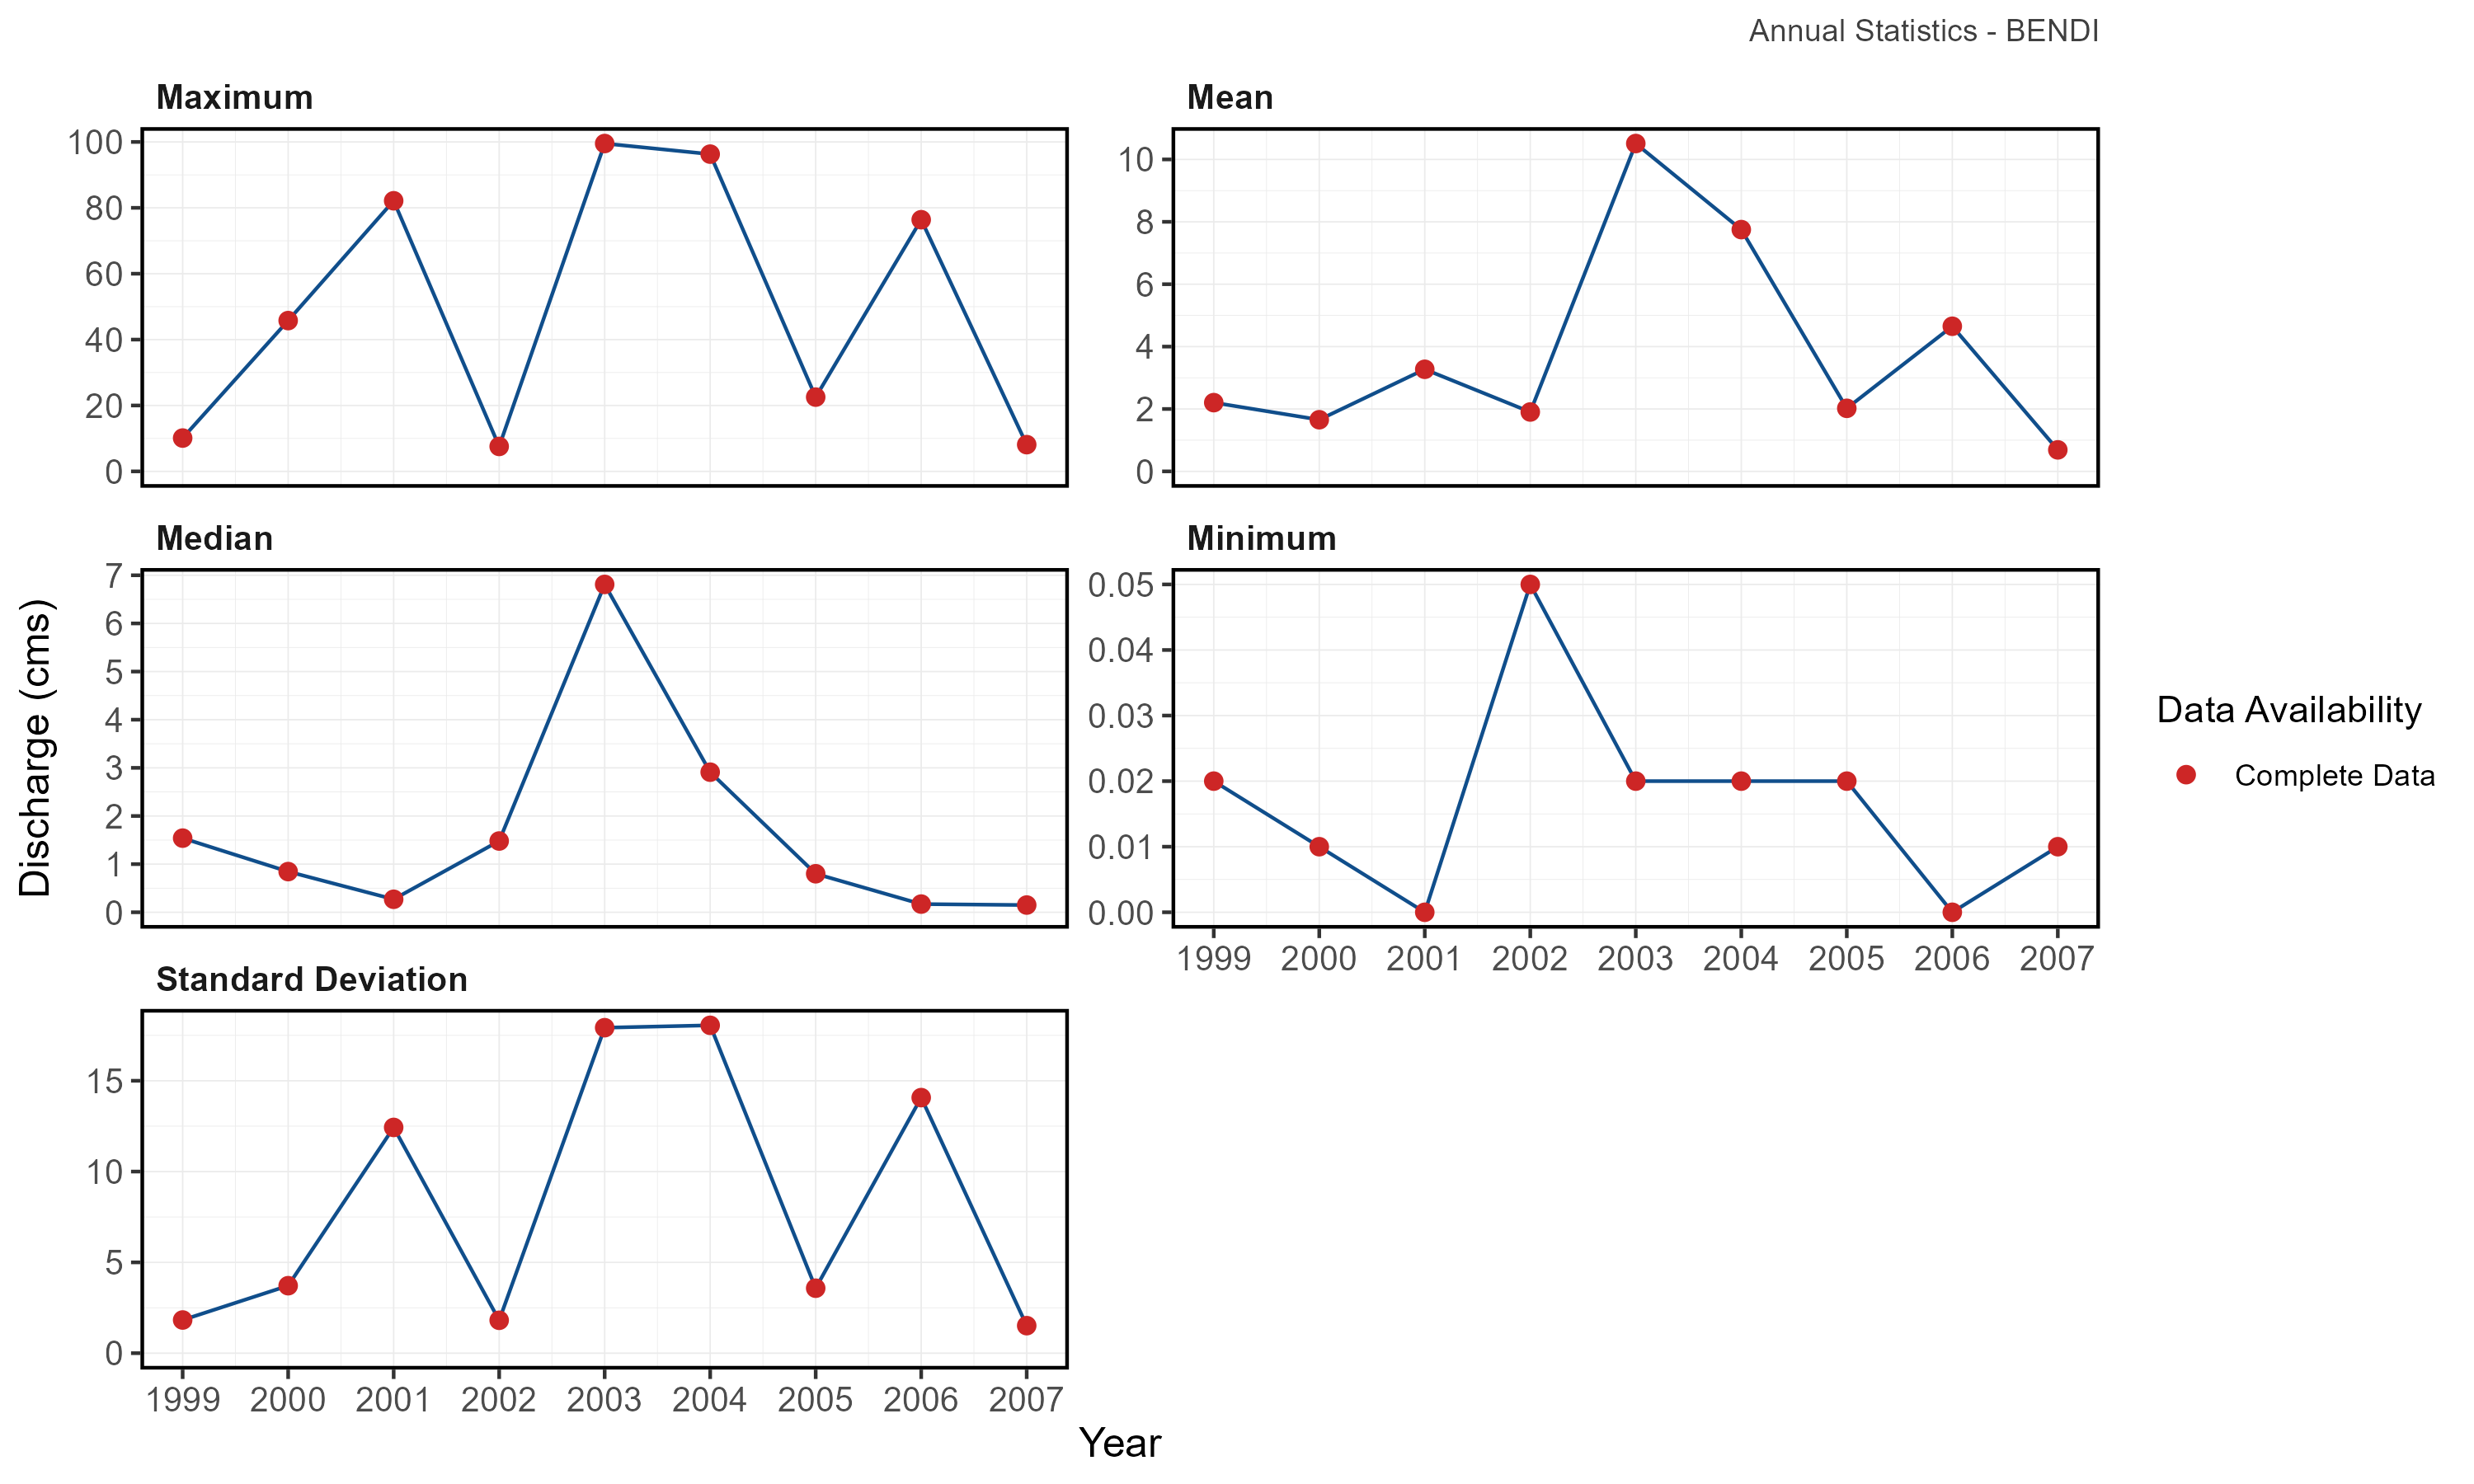 Annual Statistics - BENDI
Maximum
100
80
60
40
20
0
Mean
10
8
6
4
2
0
Discharge (cms)
Median
7
6
5
4
3
2
1
0
Minimum
0.05
0.04
0.03
0.02
0.01
0.00
1999 2000 2001 2002 2003 2004 2005 2006 2007
Data Availability
Complete Data
Standard Deviation
15
10
5
0
1999 2000 2001 2002 2003 2004 2005 2006 2007
Year